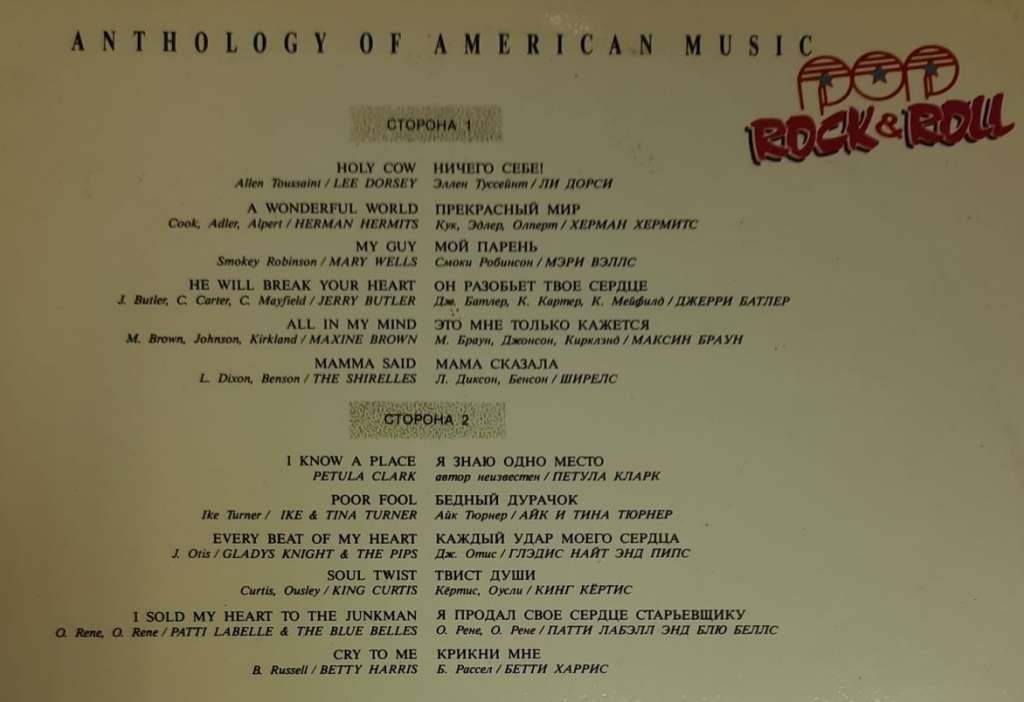 ANTHOLOGY OF AMERICAN MUSIC
POP
ROCK & ROLL
СТОРОНА 1
HOLY COW НИЧЕГО СЕБЕ!
Allen Toussaint / LEE DORSEY Эллен Туссейнт / ЛИ ДОРСИ
A WONDERFUL WORLD ПРЕКРАСНЫЙ МИР
Cook, Adler, Alpert / HERMAN HERMITS Кук, Эдлер, Олперт / ХЕРМАН ХЕРМИТС
MY GUY МОЙ ПАРЕНЬ
Smokey Robinson / MARY WELLS Смоки Робинсон / МЭРИ ВЭЛЛС
HE WILL BREAK YOUR HEART ОН РАЗОБЬЕТ ТВОЕ СЕРДЦЕ
J. Butler, C. Carter, C. Mayfield / JERRY BUTLER Дж. Батлер, К. Картер, К. Мейфилд / ДЖЕРРИ БАТЛЕР
ALL IN MY MIND ЭТО МНЕ ТОЛЬКО КАЖЕТСЯ
M. Brown, Johnson, Kirkland / MAXINE BROWN М. Браун, Джонсон, Киркланд / МАКСИН БРАУН
MAMMA SAID МАМА СКАЗАЛА
L. Dixon, Benson / THE SHIRELLES Л. Диксон, Бенсон / ШИРЕЛС
СТОРОНА 2
I KNOW A PLACE Я ЗНАЮ ОДНО МЕСТО
PETULA CLARK автор неизвестен / ПЕТУЛА КЛАРК
POOR FOOL БЕДНЫЙ ДУРАЧОК
Ike Turner / IKE & TINA TURNER Айк Тюрнер / АЙК И ТИНА ТЮРНЕР
EVERY BEAT OF MY HEART КАЖДЫЙ УДАР МОЕГО СЕРДЦА
J. Otis / GLADYS KNIGHT & THE PIPS Дж. Отис / ГЛЭДИС НАЙТ ЭНД ПИПС
SOUL TWIST ТВИСТ ДУШИ
Curtis, Ousley / KING CURTIS Кёртис, Оусли / КИНГ КЁРТИС
I SOLD MY HEART TO THE JUNKMAN Я ПРОДАЛ СВОЕ СЕРДЦЕ СТАРЬЕВЩИКУ
O. Rene, O. Rene / PATTI LABELLE & THE BLUE BELLES О. Рене, О. Рене / ПАТТИ ЛАБЭЛЛ ЭНД БЛЮ БЕЛЛС
CRY TO ME КРИКНИ МНЕ
B. Russell / BETTY HARRIS Б. Рассел / БЕТТИ ХАРРИС